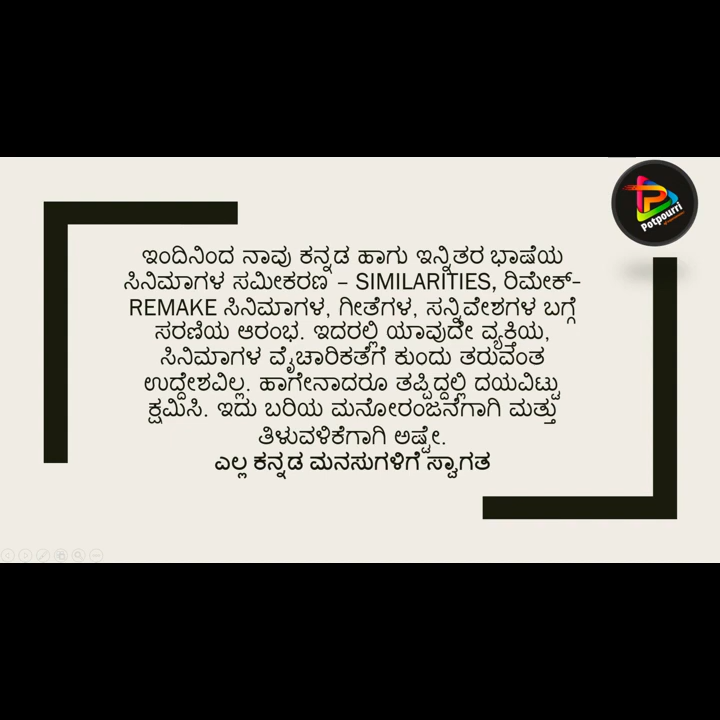 Potpourri
ಇಂದಿನಿಂದ ನಾವು ಕನ್ನಡ ಹಾಗು ಇನ್ನಿತರ ಭಾಷೆಯ
ಸಿನಿಮಾಗಳ ಸಮೀಕರಣ – SIMILARITIES, ರಿಮೇಕ್-
REMAKE ಸಿನಿಮಾಗಳ, ಗೀತೆಗಳ, ಸನ್ನಿವೇಶಗಳ ಬಗ್ಗೆ
ಸರಣಿಯ ಆರಂಭ. ಇದರಲ್ಲಿ ಯಾವುದೇ ವ್ಯಕ್ತಿಯ,
ಸಿನಿಮಾಗಳ ವೈಚಾರಿಕತೆಗೆ ಕುಂದು ತರುವಂತ
ಉದ್ದೇಶವಿಲ್ಲ. ಹಾಗೇನಾದರೂ ತಪ್ಪಿದ್ದಲ್ಲಿ ದಯವಿಟ್ಟು
ಕ್ಷಮಿಸಿ. ಇದು ಬರಿಯ ಮನೋರಂಜನೆಗಾಗಿ ಮತ್ತು
ತಿಳುವಳಿಕೆಗಾಗಿ ಅಷ್ಟೇ.
ಎಲ್ಲ ಕನ್ನಡ ಮನಸುಗಳಿಗೆ ಸ್ವಾಗತ